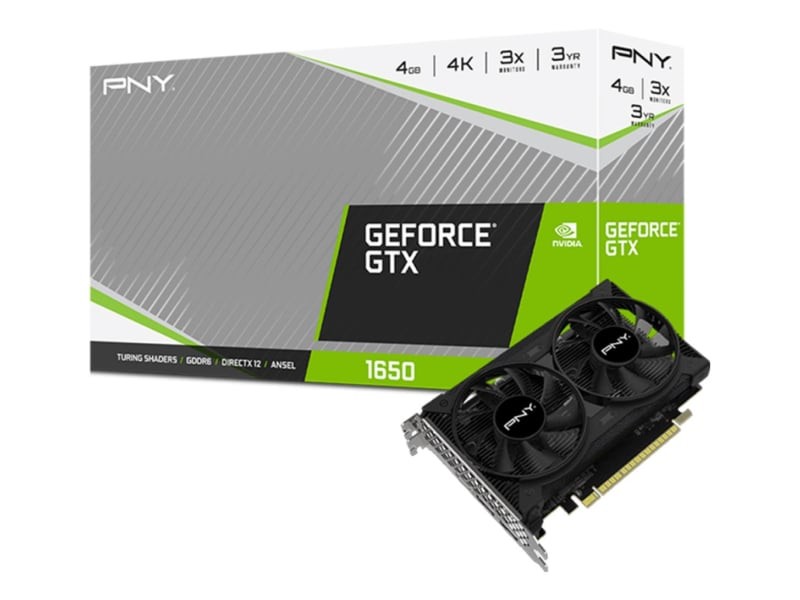 PNY.
4GB | 4K | 3X MONITORS | 3YR WARRANTY
GEFORCE®
GTX
NVIDIA.
TURING SHADERS / GDDR6 / DIRECTX 12 / ANSEL
1650
PNY.
4GB | 3X MONITORS
3YR WARRANTY
GEFORCE®
GTX
PNY.
PNY.